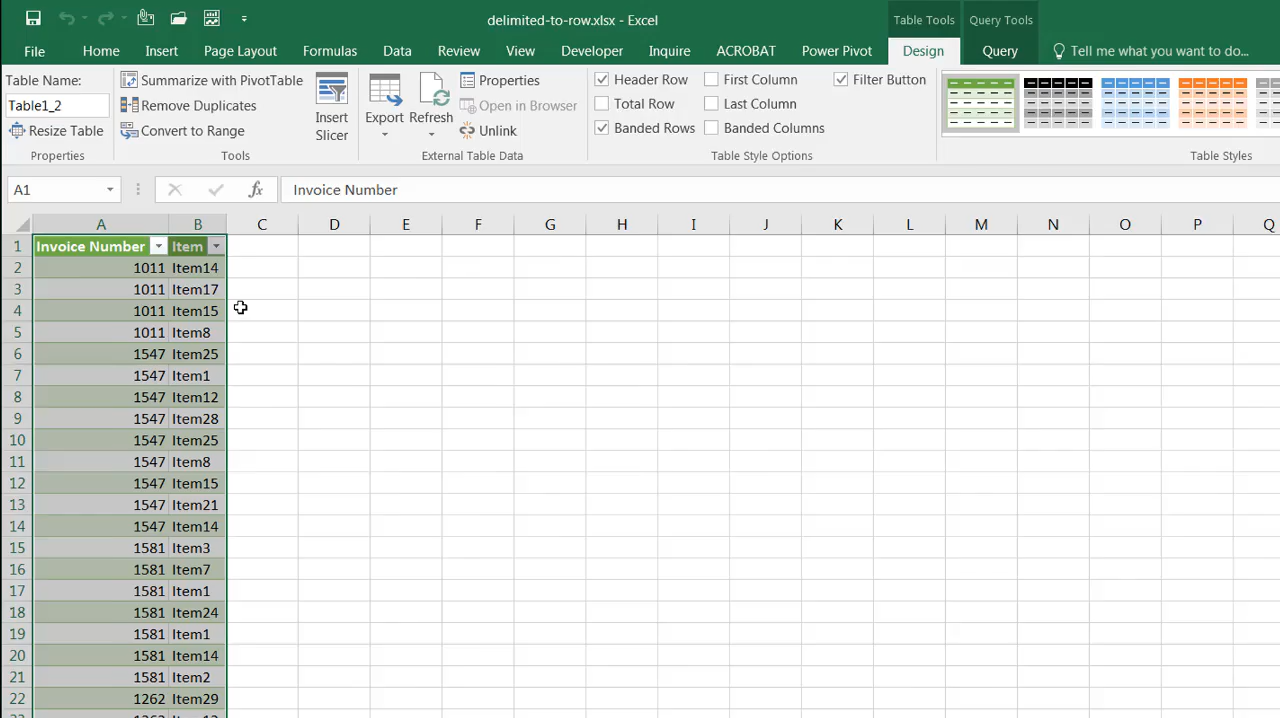 delimited-to-row.xlsx - Excel
Table Tools
Query Tools
File
Home
Insert
Page Layout
Formulas
Data
Review
View
Developer
Inquire
ACROBAT
Power Pivot
Design
Query
Tell me what you want to do...
Table Name:
Table1_2
Resize Table
Properties
Summarize with PivotTable
Remove Duplicates
Convert to Range
Insert
Slicer
Tools
Export
Refresh
Properties
Open in Browser
Unlink
External Table Data
Header Row
Total Row
Banded Rows
First Column
Last Column
Banded Columns
Filter Button
Table Style Options
Table Styles
A1
fx
Invoice Number
A B C D E F G H I J K L M N O P Q
1 Invoice Number Item
2 1011 Item14
3 1011 Item17
4 1011 Item15
5 1011 Item8
6 1547 Item25
7 1547 Item1
8 1547 Item12
9 1547 Item28
10 1547 Item25
11 1547 Item8
12 1547 Item15
13 1547 Item21
14 1547 Item14
15 1581 Item3
16 1581 Item7
17 1581 Item1
18 1581 Item24
19 1581 Item1
20 1581 Item14
21 1581 Item2
22 1262 Item29